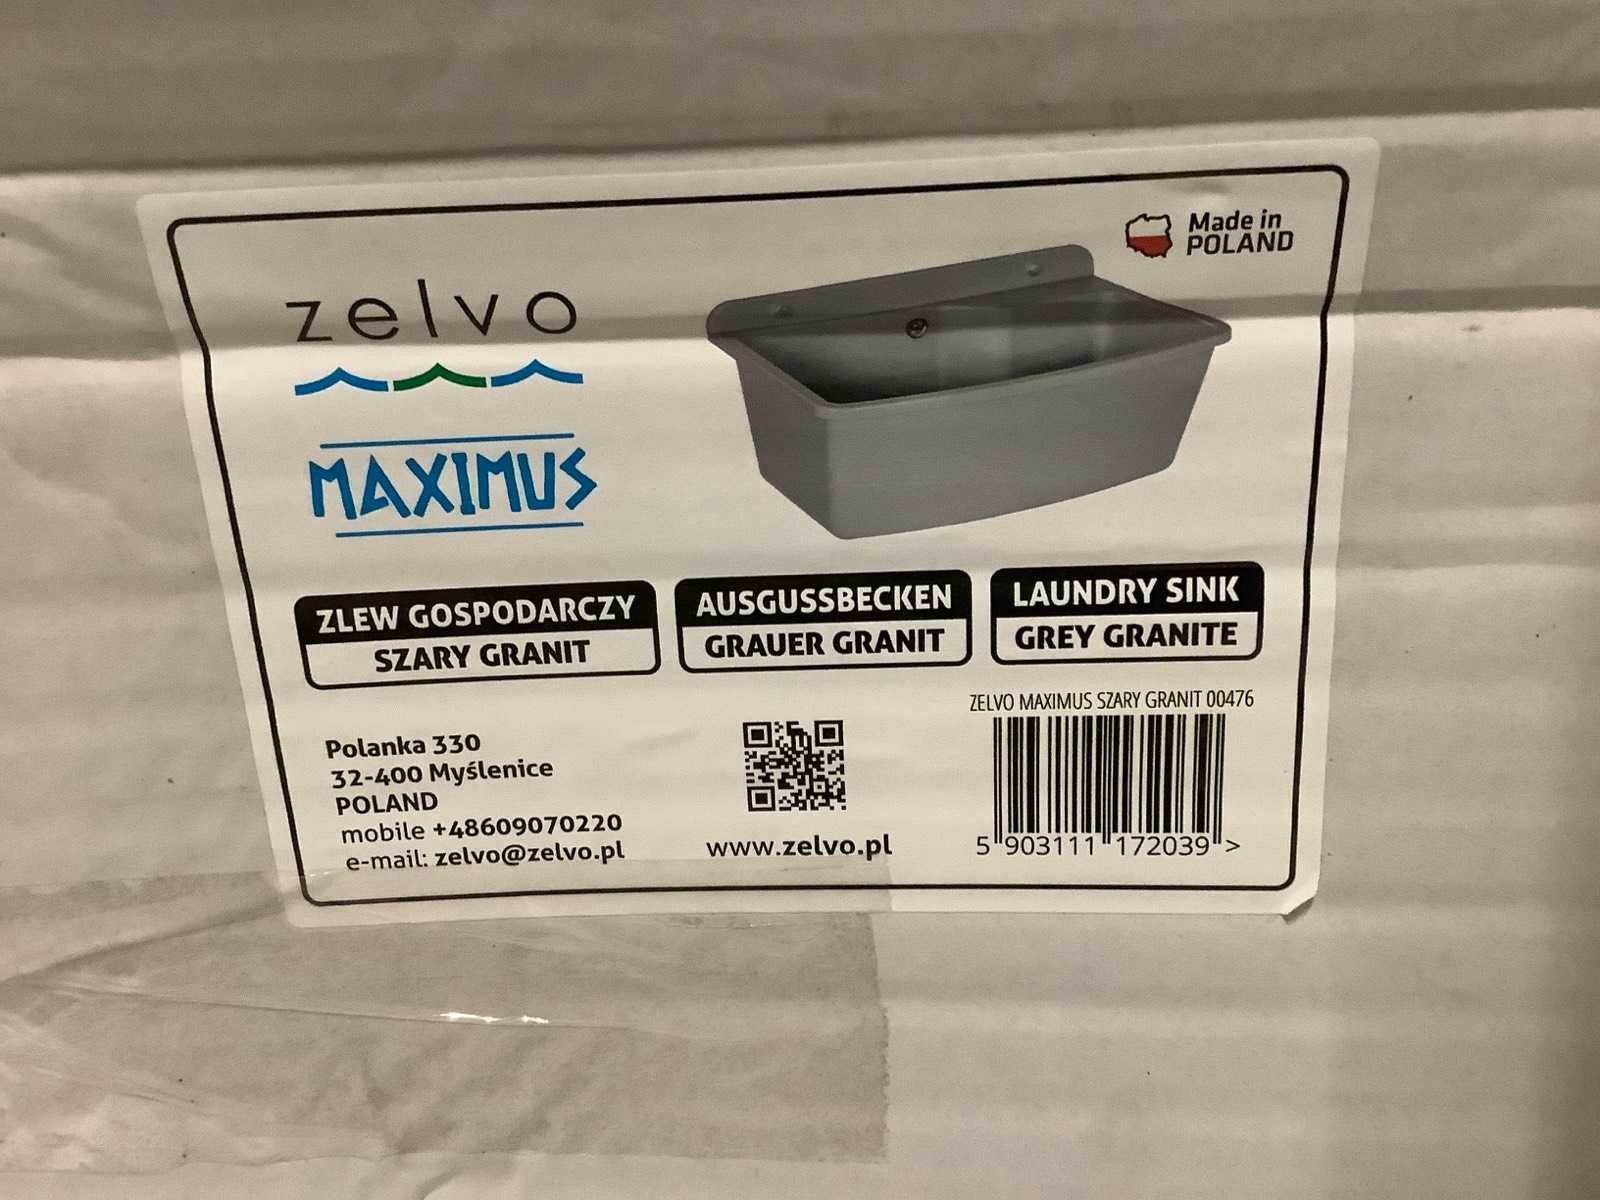 Made in
POLAND
zelvo
MAXIMUS
ZLEW GOSPODARCZY
SZARY GRANIT
AUSGUSSBECKEN
GRAUER GRANIT
LAUNDRY SINK
GREY GRANITE
Polanka 330
32-400 Myślenice
POLAND
mobile +48609070220
e-mail: zelvo@zelvo.pl
www.zelvo.pl
ZELVO MAXIMUS SZARY GRANIT 00476
5 903111 172039 >